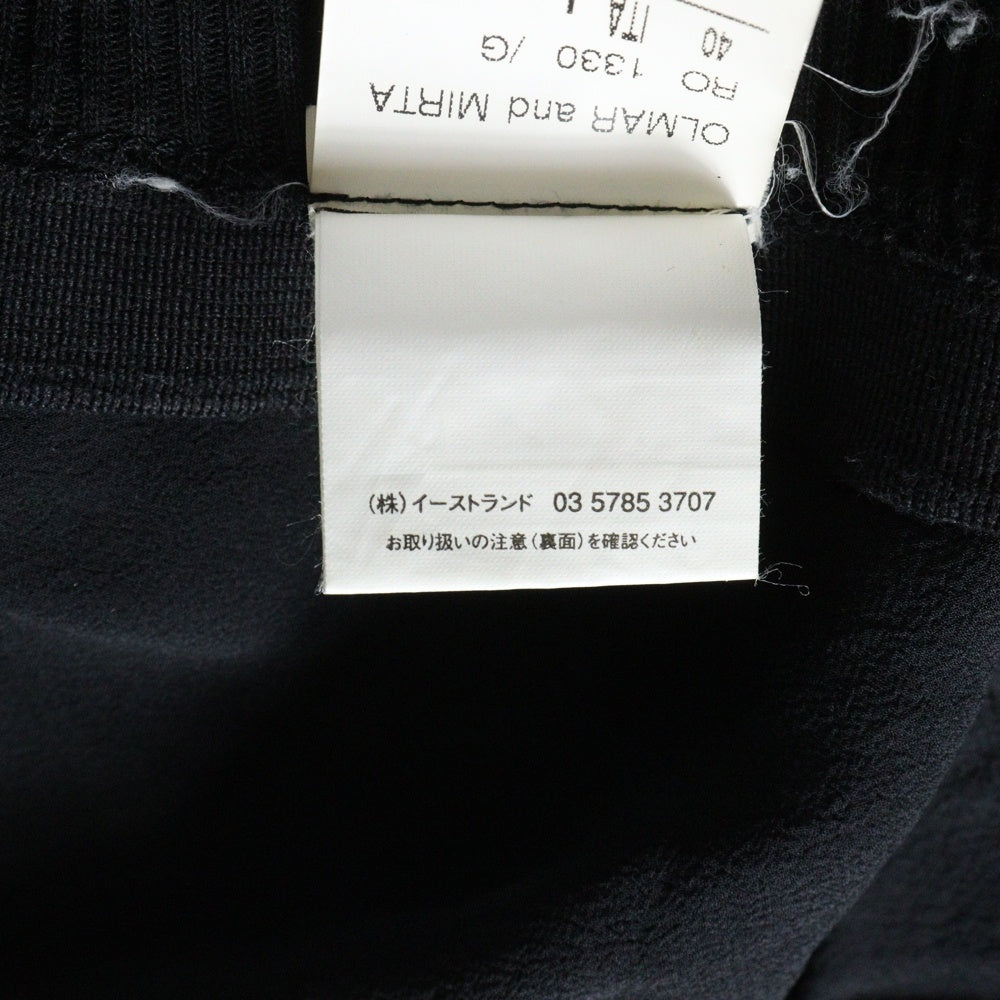 OLMAR and MIRTA
RO 1330 /G
40 ITA
(株)イーストランド 03 5785 3707
お取り扱いの注意(裏面)を確認ください